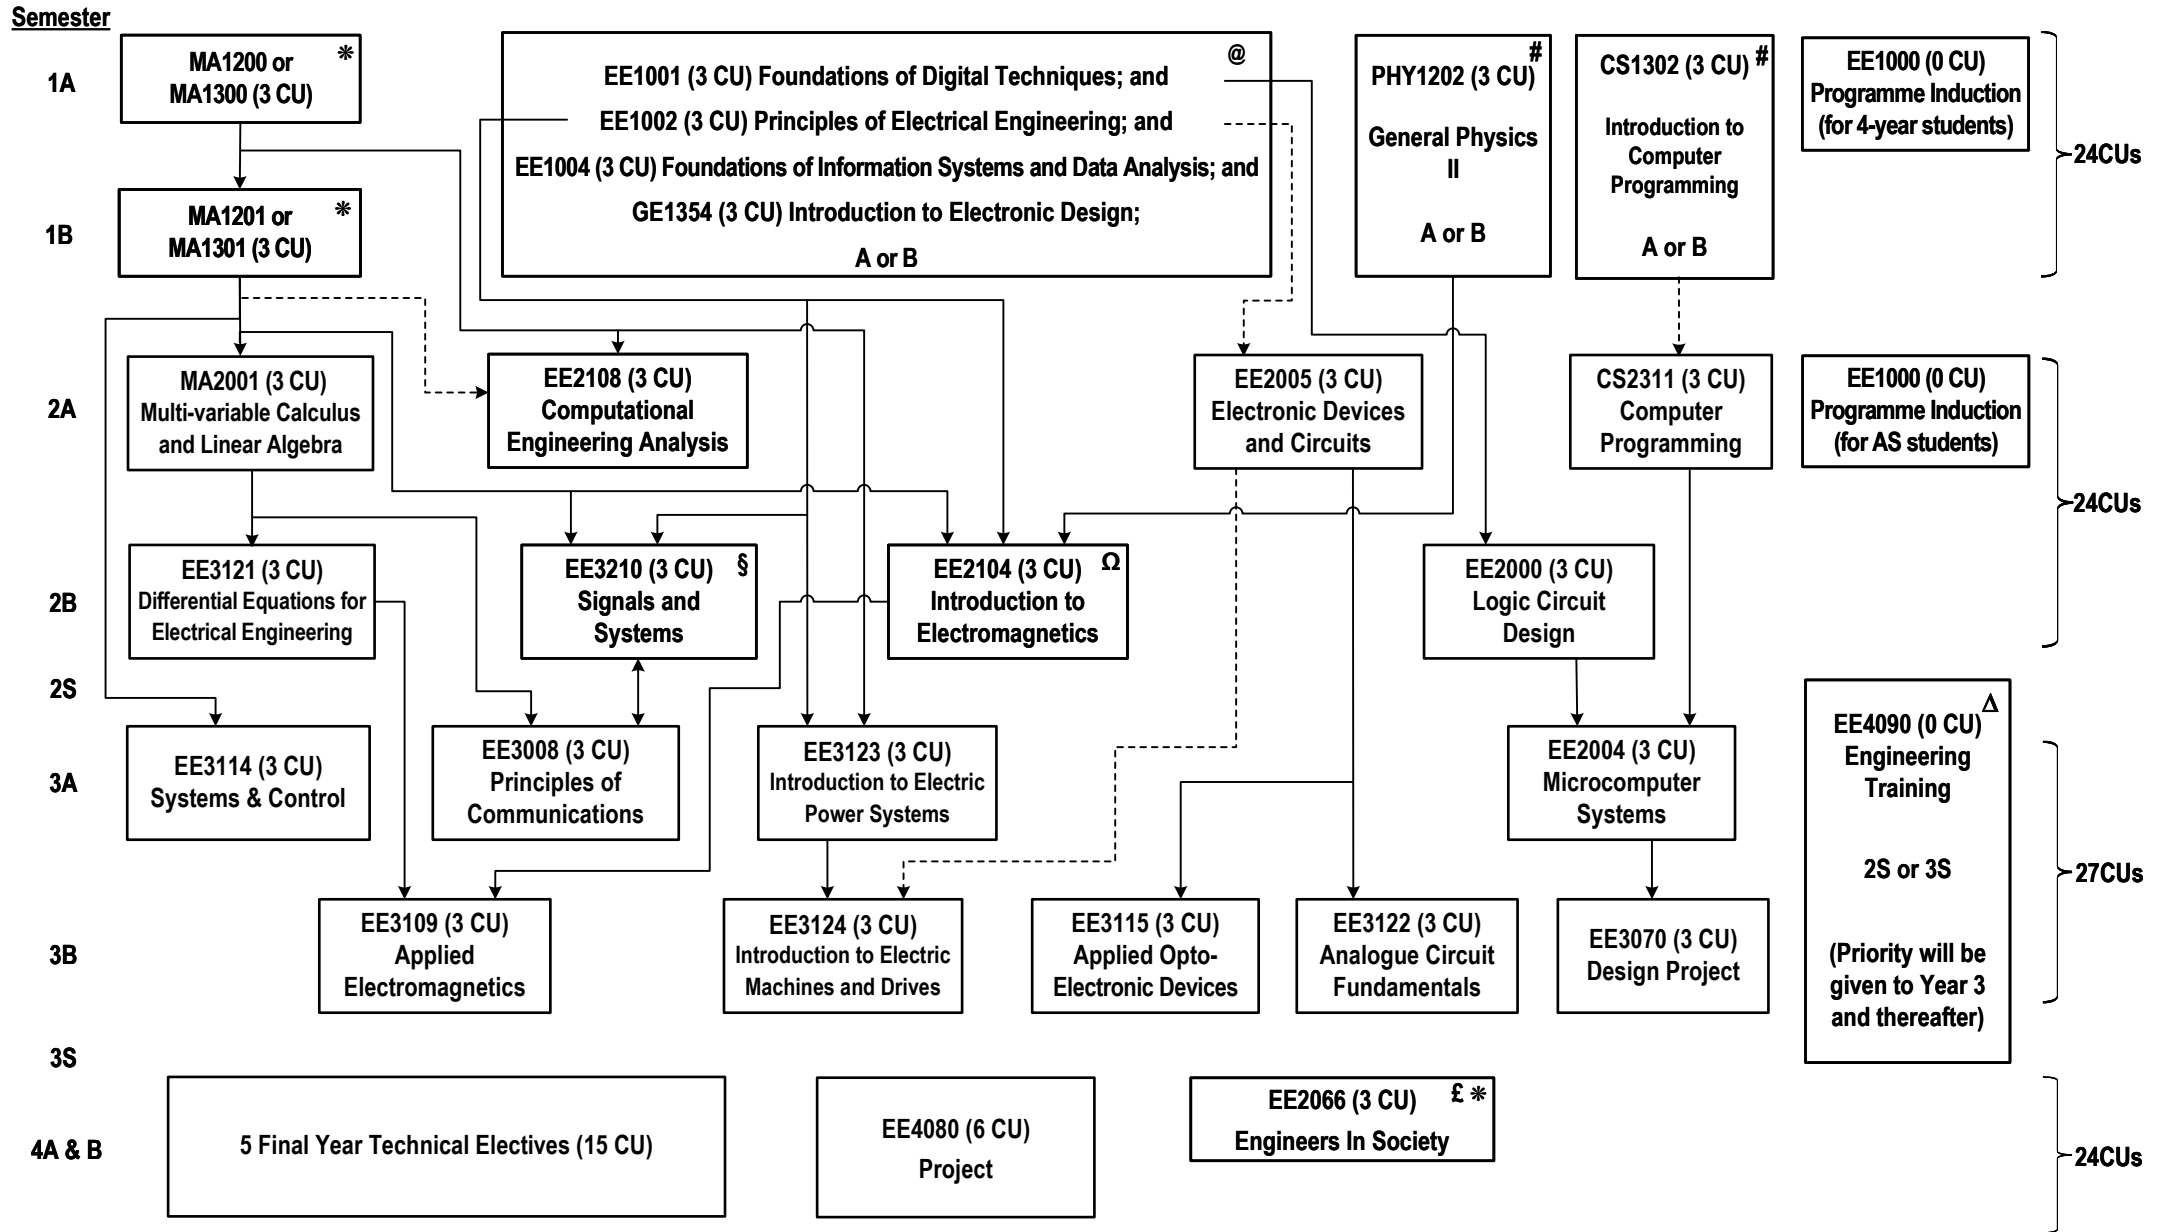 Semester
1A
MA1200 or
MA1300 (3 CU)
❋
@
EE1001 (3 CU) Foundations of Digital Techniques; and
EE1002 (3 CU) Principles of Electrical Engineering; and
EE1004 (3 CU) Foundations of Information Systems and Data Analysis; and
GE1354 (3 CU) Introduction to Electronic Design;
A or B
PHY1202 (3 CU)
#
General Physics
II
A or B
CS1302 (3 CU)
#
Introduction to
Computer
Programming
A or B
EE1000 (0 CU)
Programme Induction
(for 4-year students)
24CUs
1B
MA1201 or
MA1301 (3 CU)
❋
2A
MA2001 (3 CU)
Multi-variable Calculus
and Linear Algebra
EE2108 (3 CU)
Computational
Engineering Analysis
EE2005 (3 CU)
Electronic Devices
and Circuits
CS2311 (3 CU)
Computer
Programming
EE1000 (0 CU)
Programme Induction
(for AS students)
24CUs
2B
EE3121 (3 CU)
Differential Equations for
Electrical Engineering
EE3210 (3 CU)
§
Signals and
Systems
EE2104 (3 CU)
Ω
Introduction to
Electromagnetics
EE2000 (3 CU)
Logic Circuit
Design
2S
3A
EE3114 (3 CU)
Systems & Control
EE3008 (3 CU)
Principles of
Communications
EE3123 (3 CU)
Introduction to Electric
Power Systems
EE2004 (3 CU)
Microcomputer
Systems
EE4090 (0 CU)
Δ
Engineering
Training
2S or 3S
(Priority will be
given to Year 3
and thereafter)
27CUs
3B
EE3109 (3 CU)
Applied
Electromagnetics
EE3124 (3 CU)
Introduction to Electric
Machines and Drives
EE3115 (3 CU)
Applied Opto-
Electronic Devices
EE3122 (3 CU)
Analogue Circuit
Fundamentals
EE3070 (3 CU)
Design Project
3S
4A & B
5 Final Year Technical Electives (15 CU)
EE4080 (6 CU)
Project
EE2066 (3 CU)
£ ❋
Engineers In Society
24CUs